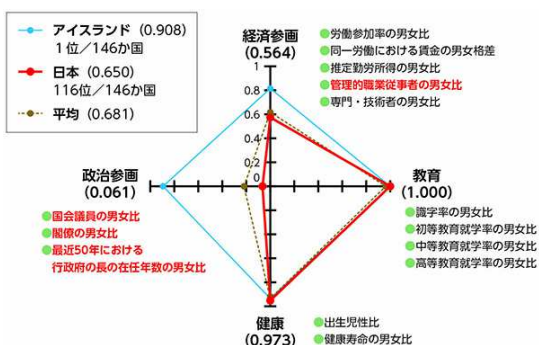 アイスランド（0.908）
1位／146か国
日本（0.650）
116位／146か国
平均（0.681）
経済参画
(0.564)
●労働参加率の男女比
●同一労働における賃金の男女格差
●推定勤労所得の男女比
●管理的職業従事者の男女比
●専門・技術者の男女比
1
0.8
0.6
0.4
0.2
0
政治参画
(0.061)
●国会議員の男女比
●閣僚の男女比
●最近50年における
行政府の長の在任年数の男女比
教育
(1.000)
●識字率の男女比
●初等教育就学率の男女比
●中等教育就学率の男女比
●高等教育就学率の男女比
健康
(0.973)
●出生児性比
●健康寿命の男女比